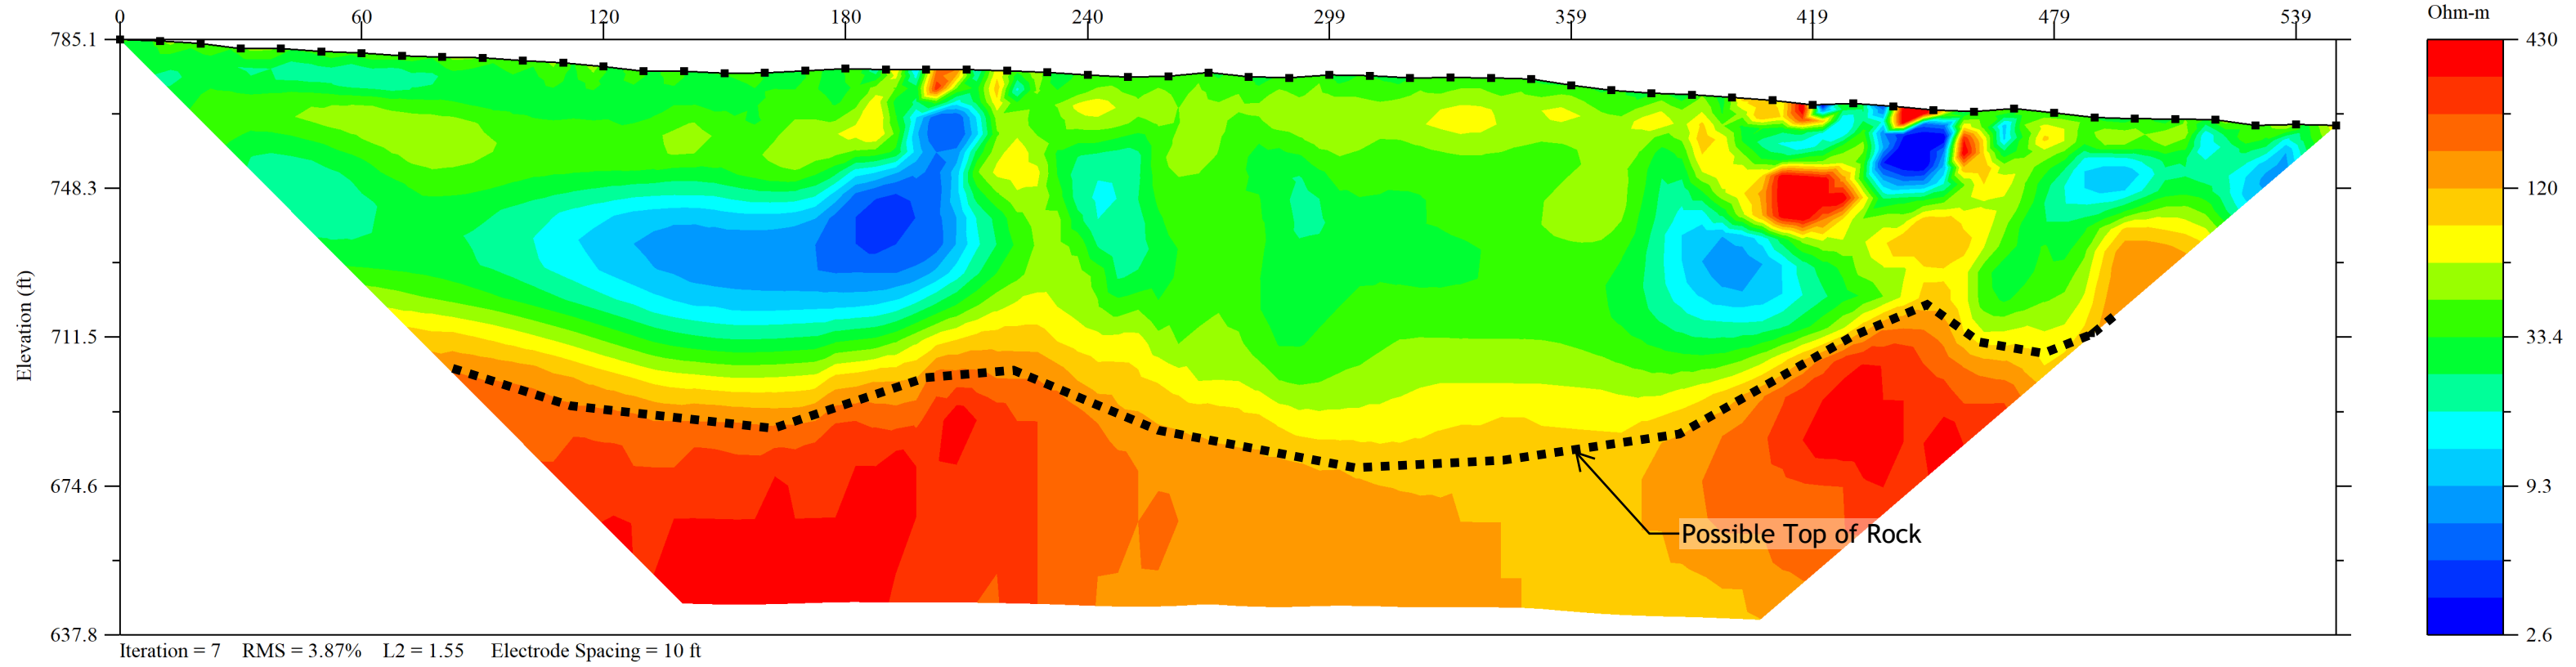 0 60 120 180 240 299 359 419 479 539
Ohm-m
785.1
748.3
711.5
674.6
637.8
Elevation (ft)
430
120
33.4
9.3
2.6
Possible Top of Rock
Iteration = 7 RMS = 3.87% L2 = 1.55 Electrode Spacing = 10 ft